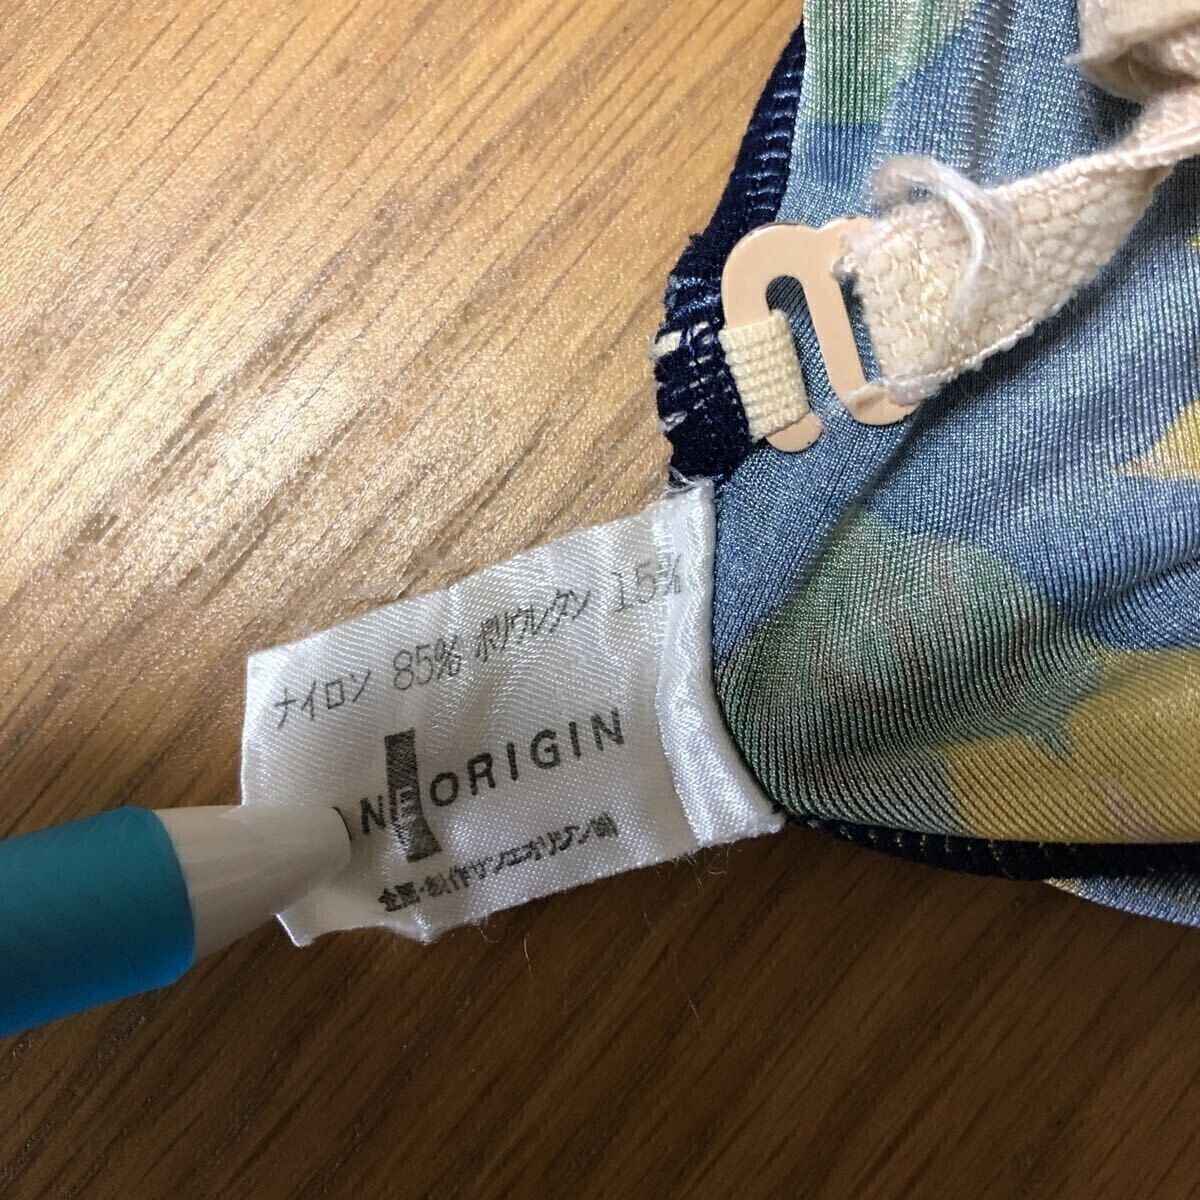 ナイロン 85% ポリウレタン 15%
AN E ORIGIN
企画・製作サンエオリジン㈱